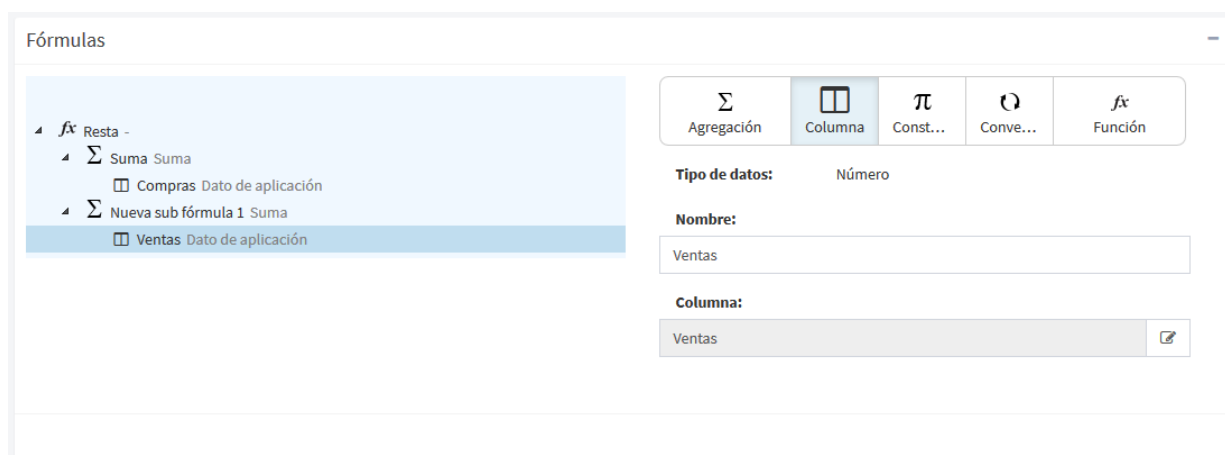 Fórmulas
fx Resta -
Σ Suma Suma
Compras Dato de aplicación
Σ Nueva sub fórmula 1 Suma
Ventas Dato de aplicación
Σ π fx
Agregación Columna Const... Conve... Función
Tipo de datos: Número
Nombre:
Ventas
Columna:
Ventas